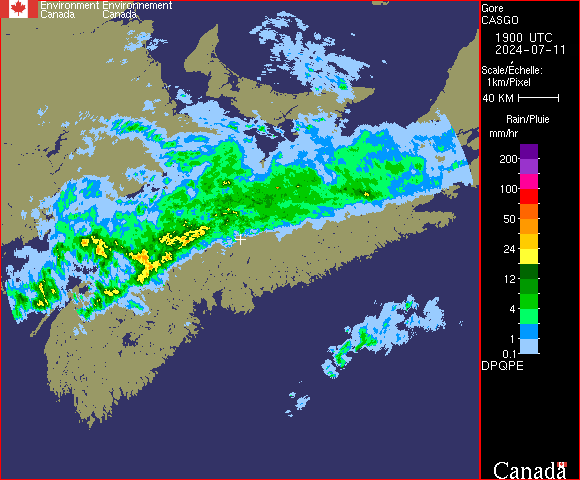 Environment Environnement
Canada Canada
Gore
CASGO
1900 UTC
2024-07-11
Scale/Échelle:
1km/Pixel
40 KM
Rain/Pluie
mm/hr
200
100
50
24
12
4
1
0.1
DPQPE
Canada